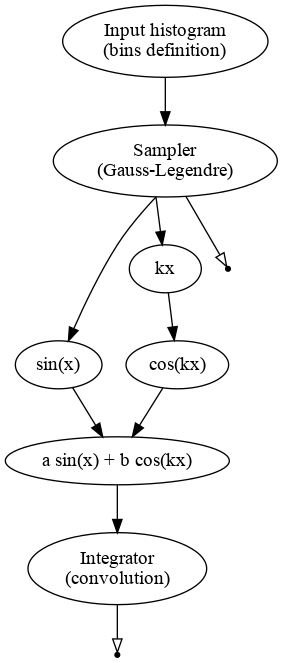 Input histogram
(bins definition)
Sampler
(Gauss-Legendre)
kx
sin(x)
cos(kx)
a sin(x) + b cos(kx)
Integrator
(convolution)